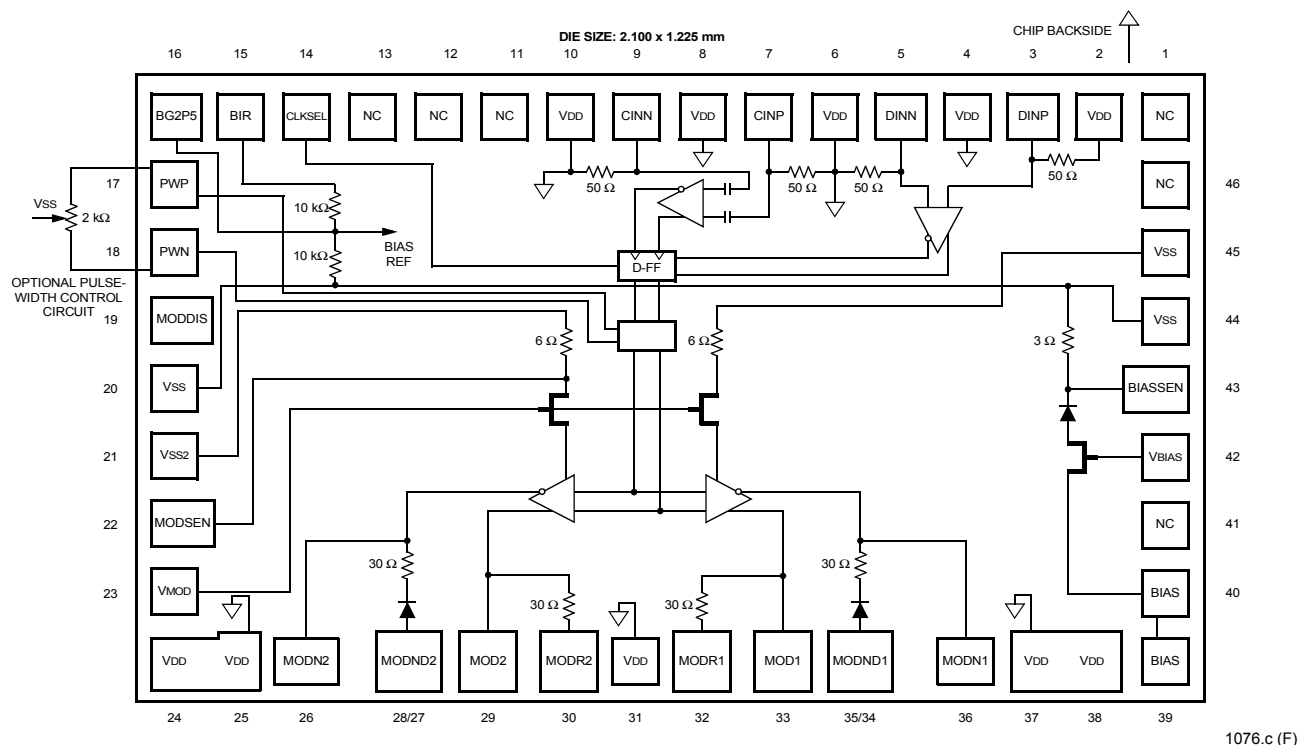 DIE SIZE: 2.100 x 1.225 mm
CHIP BACKSIDE
16 15 14 13 12 11 10 9 8 7 6 5 4 3 2 1
BG2P5 BIR CLKSEL NC NC NC VDD CINN VDD CINP VDD DINN VDD DINP VDD NC
50 Ω 50 Ω 50 Ω 50 Ω
17 PWP
NC 46
VSS
2 kΩ
10 kΩ
18 PWN
BIAS
REF
10 kΩ
D-FF
VSS 45
OPTIONAL PULSE-
WIDTH CONTROL
CIRCUIT
19 MODDIS
VSS 44
6 Ω 6 Ω 3 Ω
20 VSS
BIASSEN 43
21 VSS2
VBIAS 42
22 MODSEN
NC 41
30 Ω 30 Ω
23 VMOD
BIAS 40
30 Ω 30 Ω
VDD VDD MODN2 MODND2 MOD2 MODR2 VDD MODR1 MOD1 MODND1 MODN1 VDD VDD BIAS
24 25 26 28/27 29 30 31 32 33 35/34 36 37 38 39
1076.c (F)